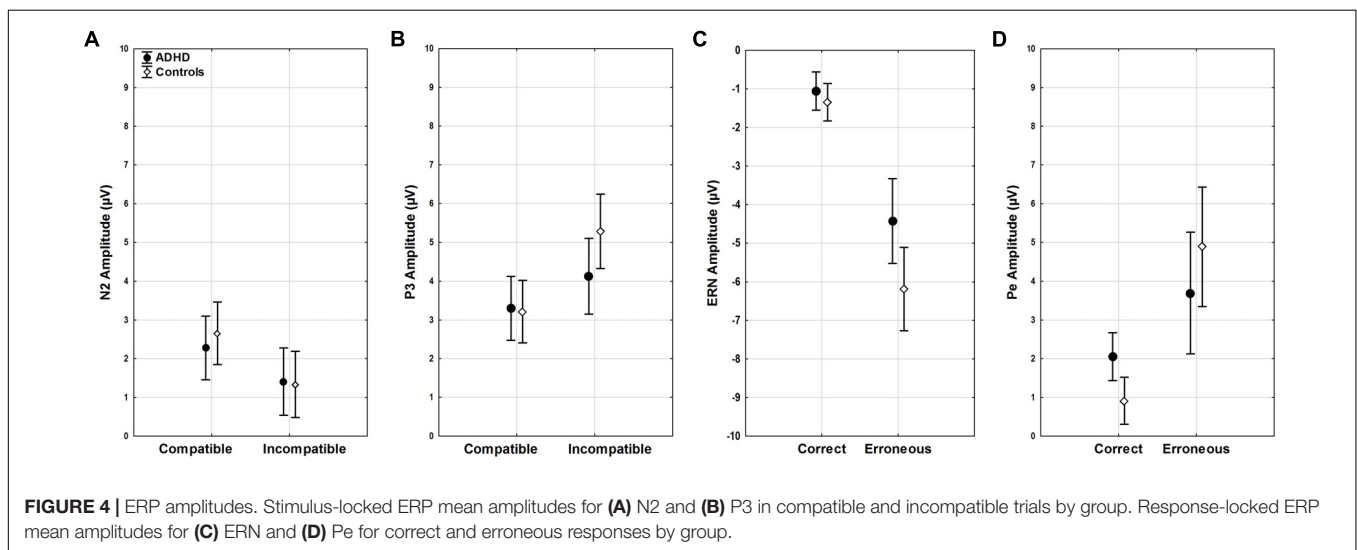 A
B
C
D
ADHD
Controls
N2 Amplitude (µV)
10
9
8
7
6
5
4
3
2
1
0
Compatible Incompatible
P3 Amplitude (µV)
10
9
8
7
6
5
4
3
2
1
0
Compatible Incompatible
ERN Amplitude (µV)
-0
-1
-2
-3
-4
-5
-6
-7
-8
-9
-10
Correct Erroneous
Pe Amplitude (µV)
10
9
8
7
6
5
4
3
2
1
0
Correct Erroneous
FIGURE 4 | ERP amplitudes. Stimulus-locked ERP mean amplitudes for (A) N2 and (B) P3 in compatible and incompatible trials by group. Response-locked ERP
mean amplitudes for (C) ERN and (D) Pe for correct and erroneous responses by group.